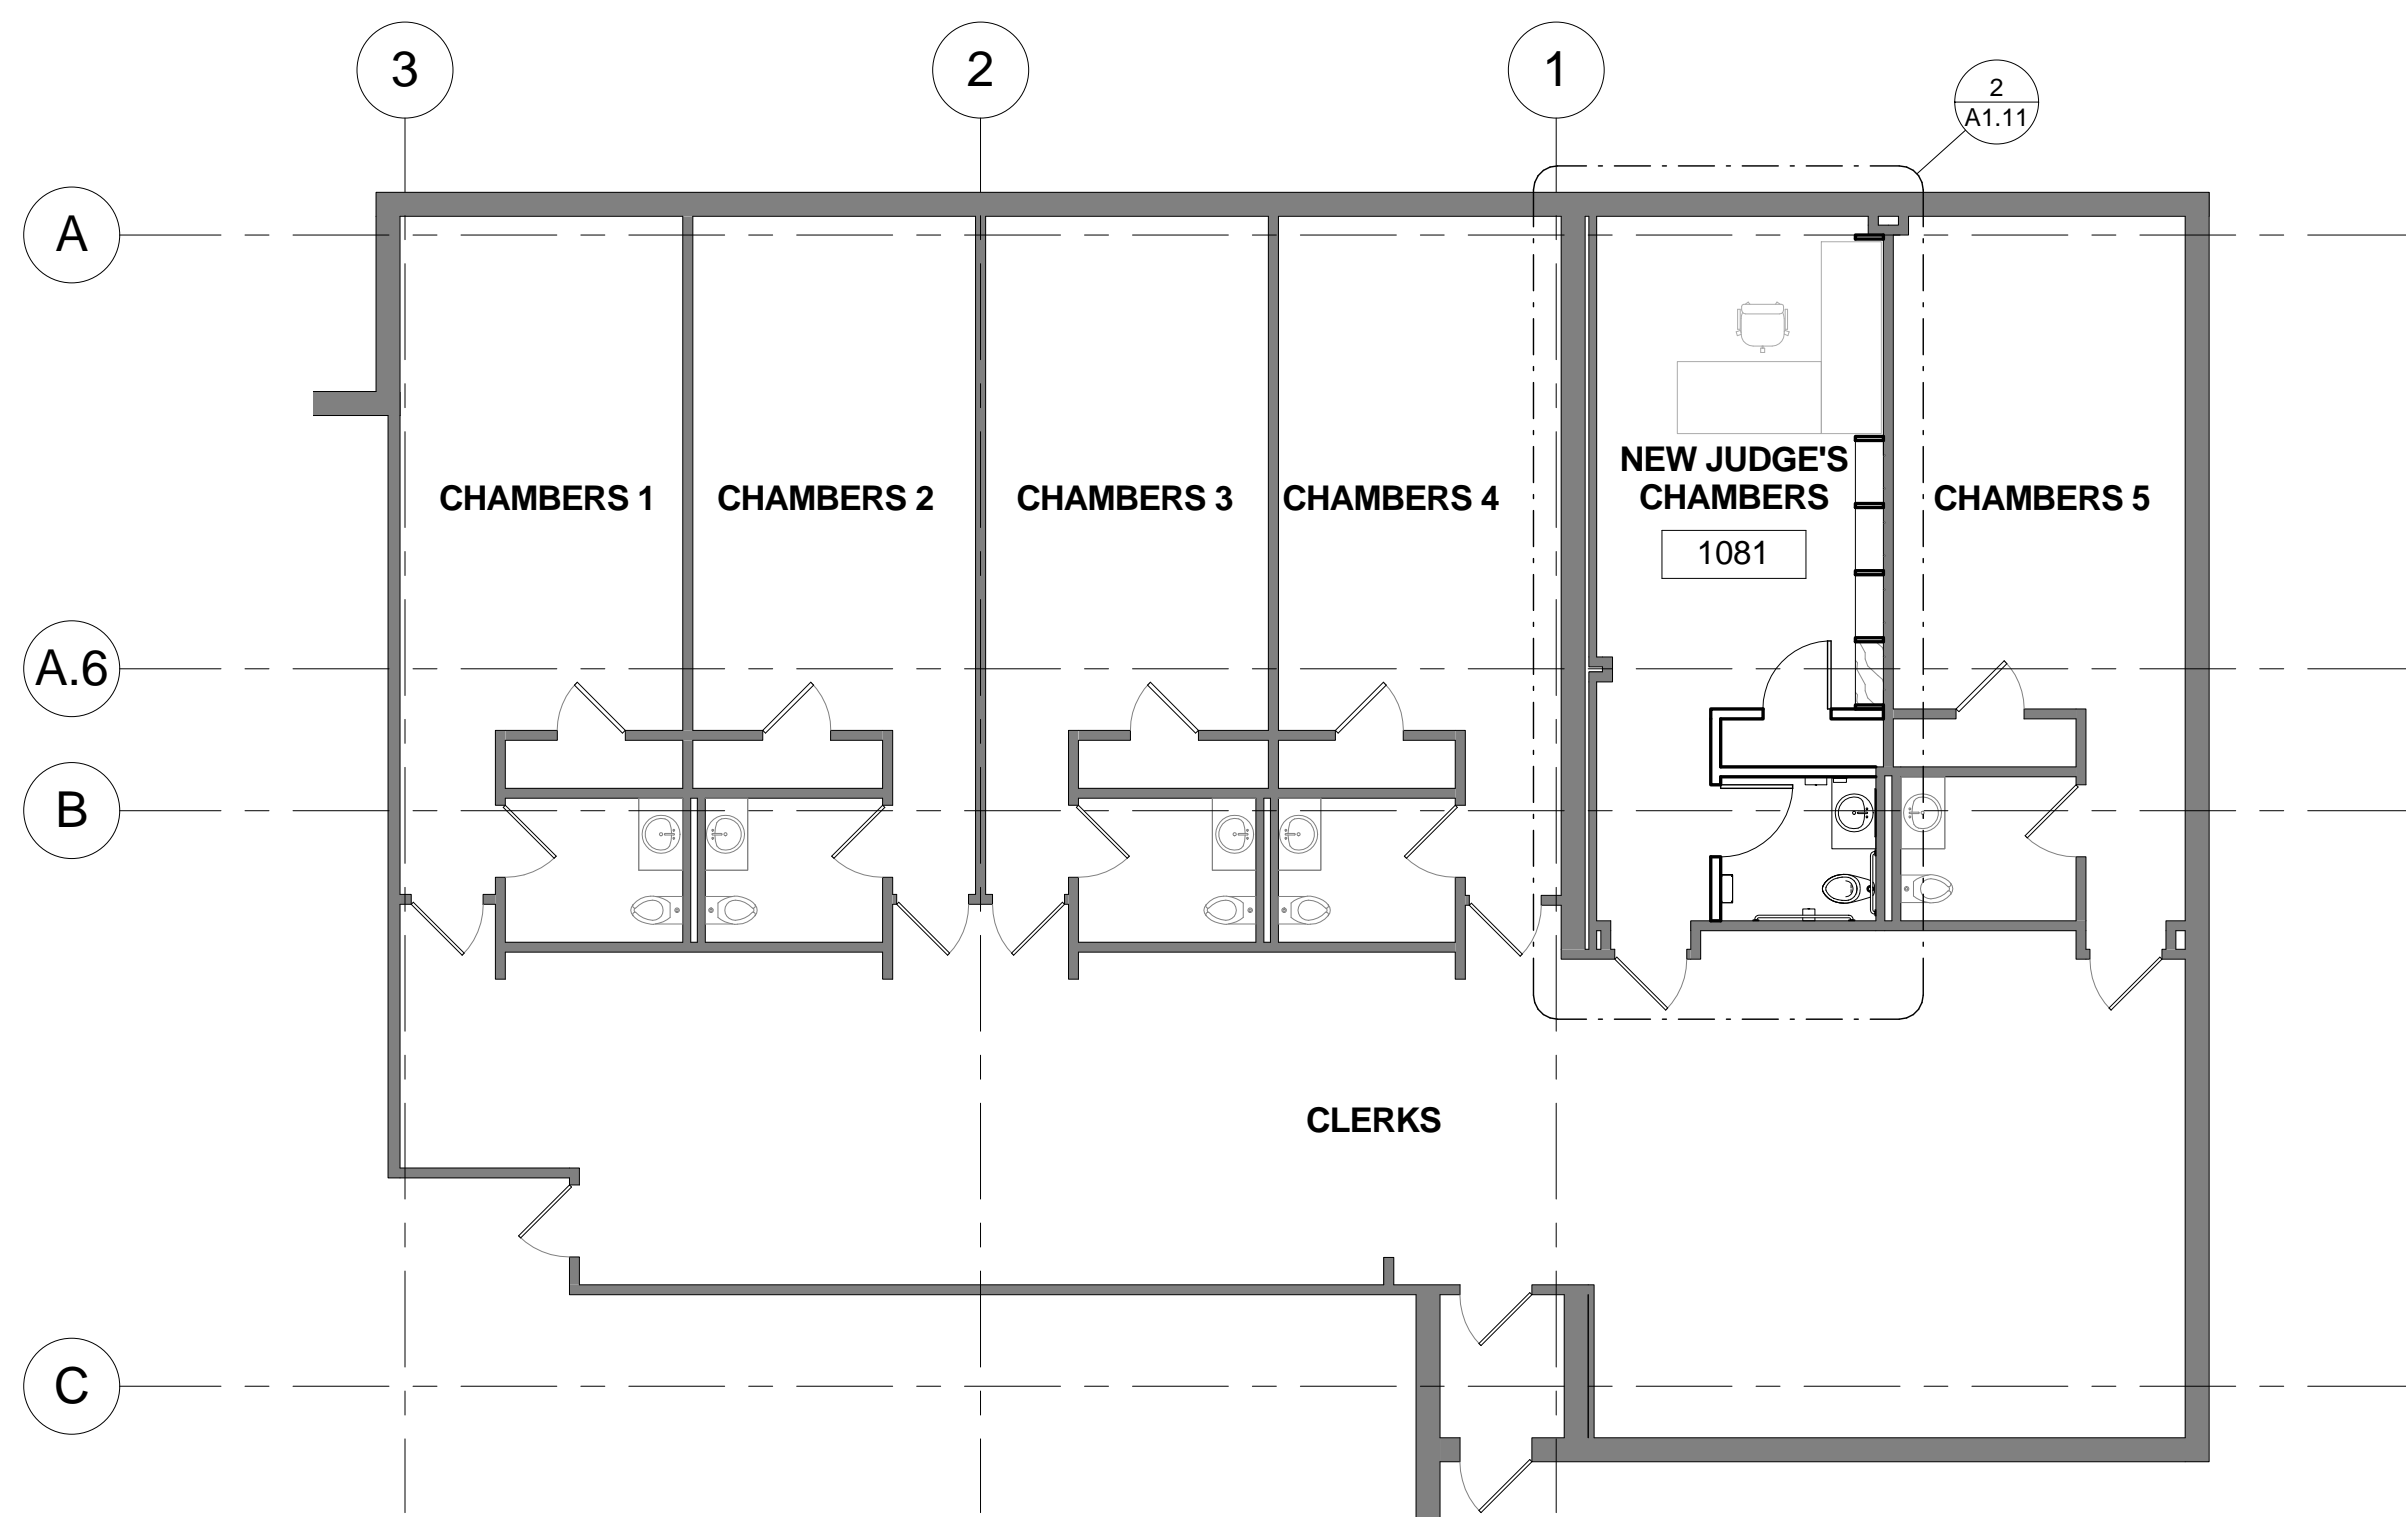 3
2
1
2
A1.11
A
NEW JUDGE'S
CHAMBERS
CHAMBERS 1
CHAMBERS 2
CHAMBERS 3
CHAMBERS 4
CHAMBERS 5
1081
A.6
B
CLERKS
C